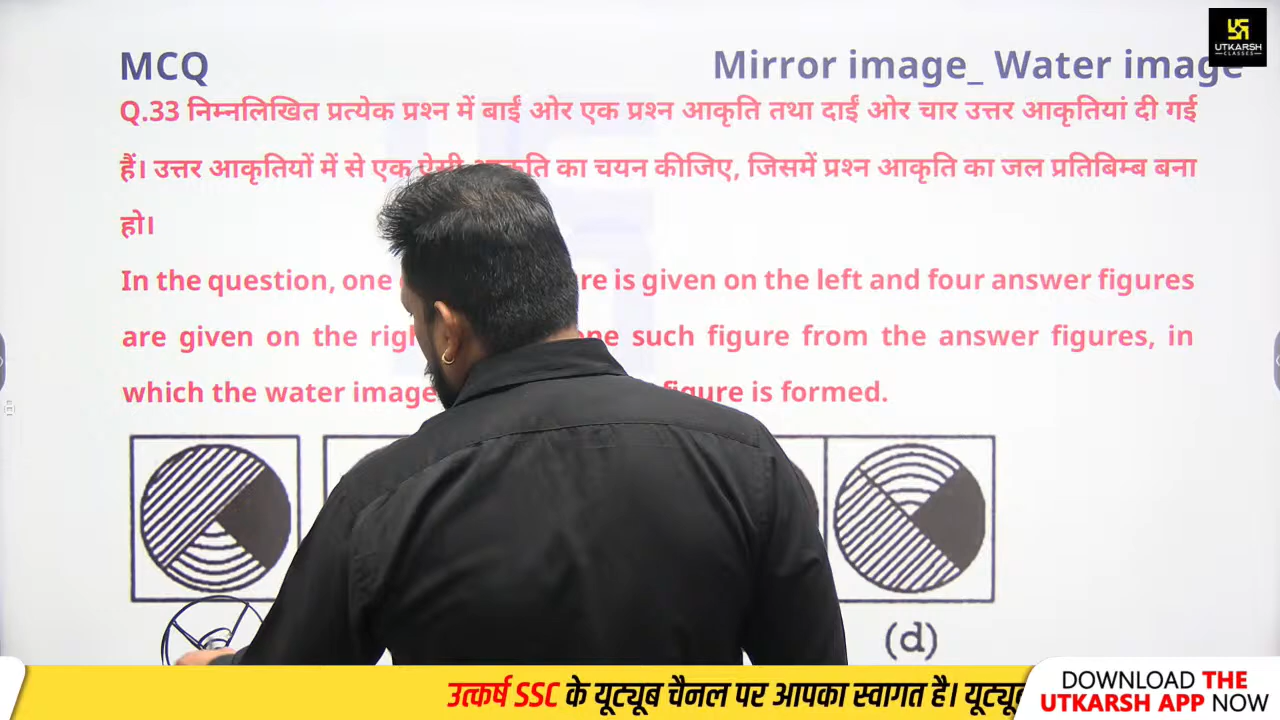 UTKARSH
CLASSES
MCQ
Mirror image_ Water image
Q.33 निम्नलिखित प्रत्येक प्रश्न में बाईं ओर एक प्रश्न आकृति तथा दाईं ओर चार उत्तर आकृतियां दी गई
हैं। उत्तर आकृतियों में से एक का चयन कीजिए, जिसमें प्रश्न आकृति का जल प्रतिबिम्ब बना
हो।
In the question, one is given on the left and four answer figures
are given on the such figure from the answer figures, in
which the water image figure is formed.
(d)
उत्कर्ष SSC के यूट्यूब चैनल पर आपका स्वागत है।
DOWNLOAD THE
UTKARSH APP NOW